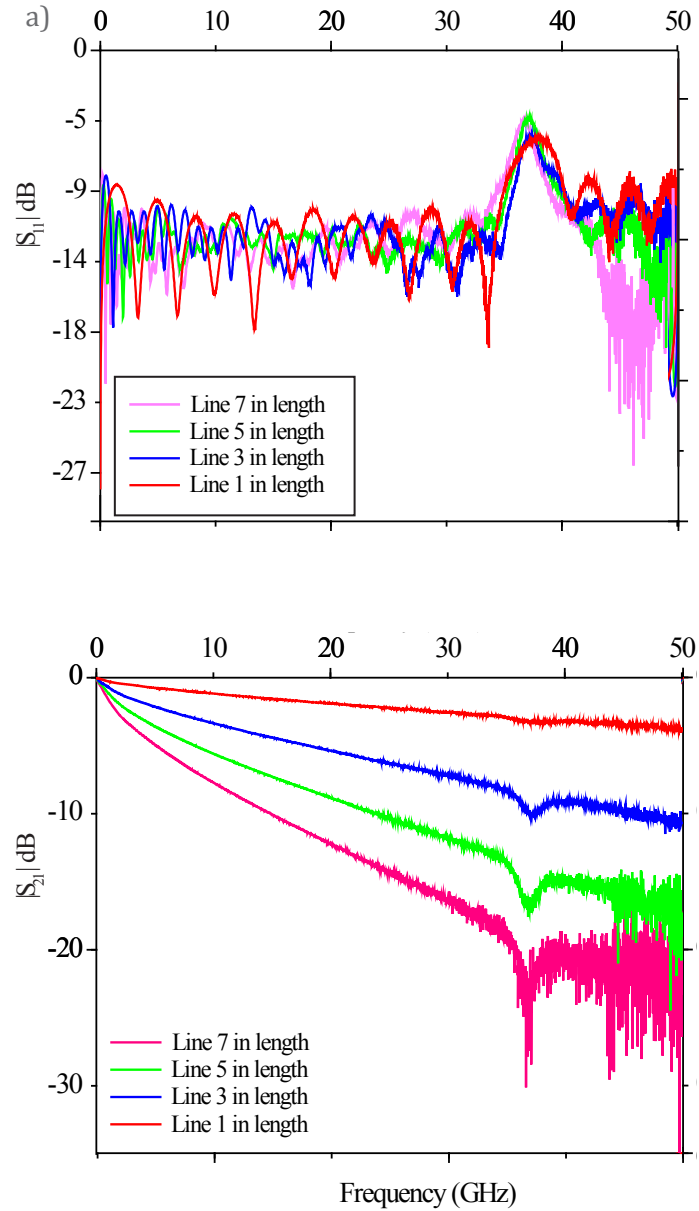 a)
0 10 20 30 40 50
0
-5
-9
-14
-18
-23
-27
|S11| dB
Line 7 in length
Line 5 in length
Line 3 in length
Line 1 in length
0 10 20 30 40 50
0
-10
-20
-30
|S21| dB
Line 7 in length
Line 5 in length
Line 3 in length
Line 1 in length
Frequency (GHz)